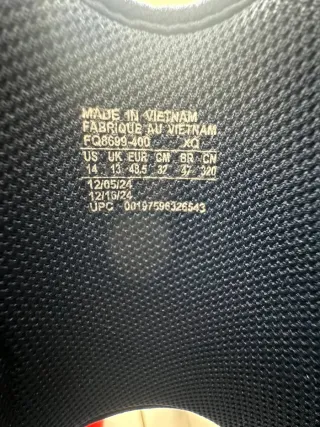 MADE IN VIETNAM
FABRIQUE AU VIETNAM
FQ8699-400 XQ
US UK EUR CM BR CN
14 13 48.5 32 47 320
12/05/24
12/16/24
UPC 00197596326543